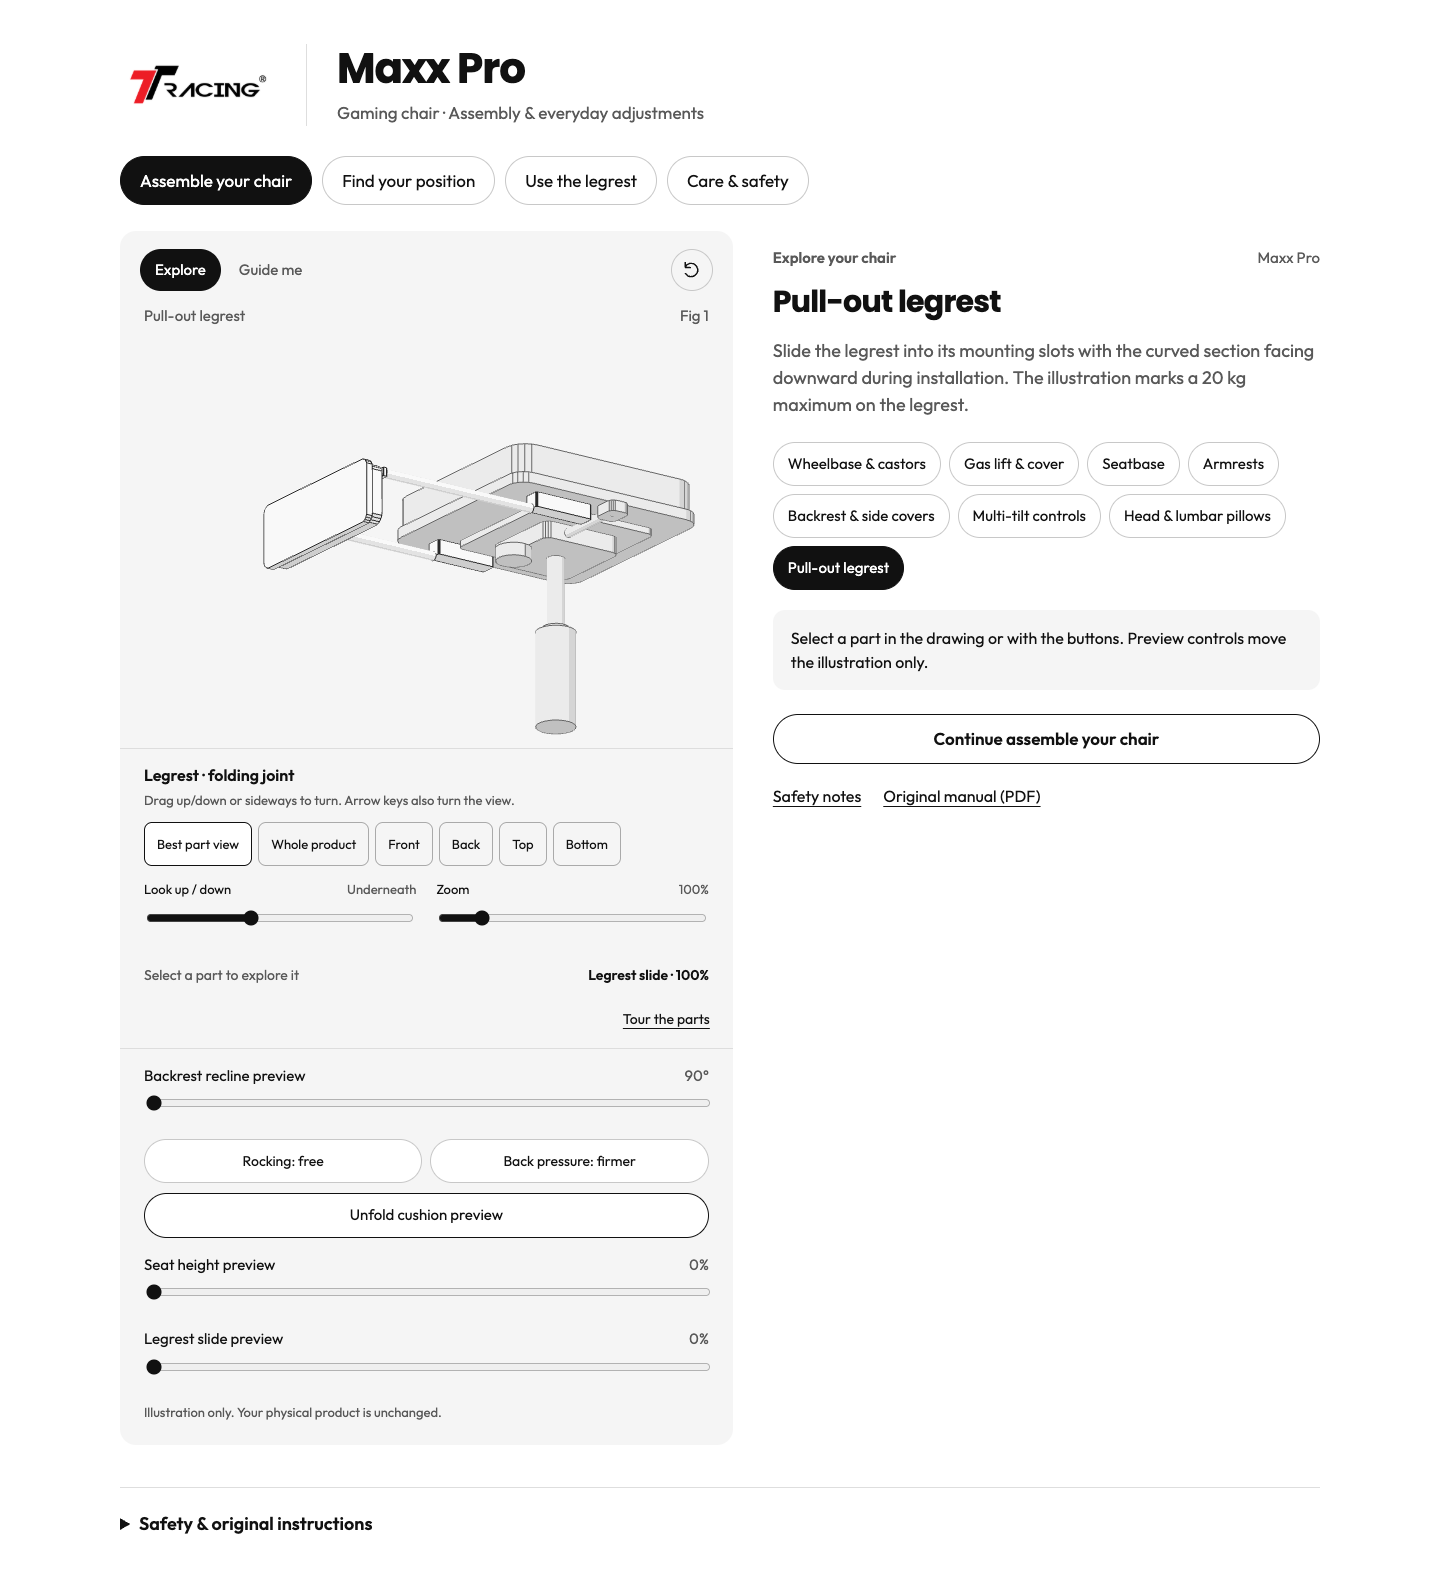 TTRACING®
Maxx Pro
Gaming chair · Assembly & everyday adjustments
Assemble your chair
Find your position
Use the legrest
Care & safety
Explore
Guide me
Pull-out legrest
Fig 1
Legrest · folding joint
Drag up/down or sideways to turn. Arrow keys also turn the view.
Best part view
Whole product
Front
Back
Top
Bottom
Look up / down
Underneath
Zoom
100%
Select a part to explore it
Legrest slide · 100%
Tour the parts
Backrest recline preview
90°
Rocking: free
Back pressure: firmer
Unfold cushion preview
Seat height preview
0%
Legrest slide preview
0%
Illustration only. Your physical product is unchanged.
Explore your chair
Maxx Pro
Pull-out legrest
Slide the legrest into its mounting slots with the curved section facing
downward during installation. The illustration marks a 20 kg
maximum on the legrest.
Wheelbase & castors
Gas lift & cover
Seatbase
Armrests
Backrest & side covers
Multi-tilt controls
Head & lumbar pillows
Pull-out legrest
Select a part in the drawing or with the buttons. Preview controls move
the illustration only.
Continue assemble your chair
Safety notes
Original manual (PDF)
Safety & original instructions